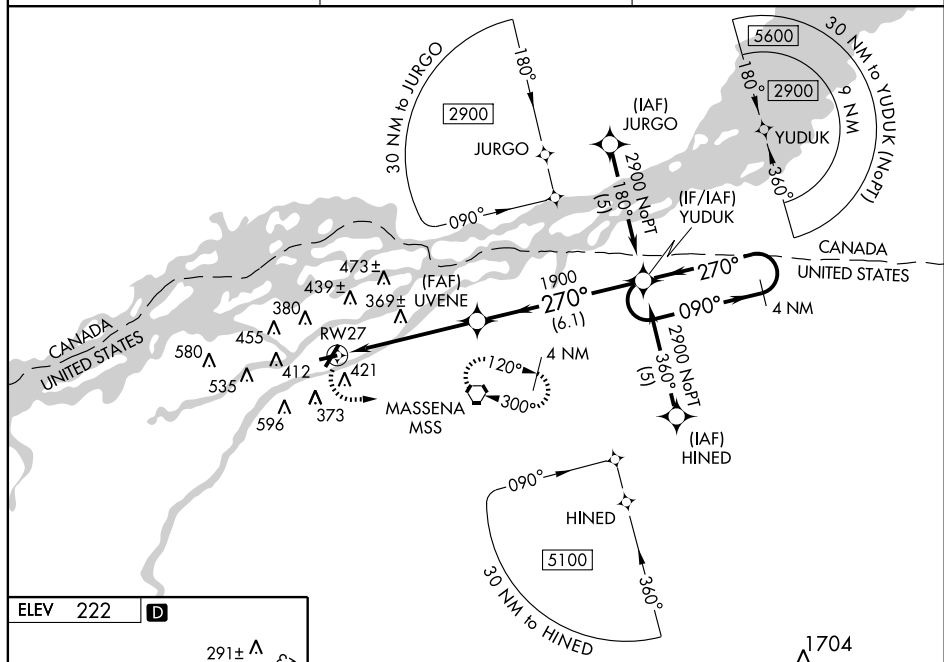 30 NM to JURGO
2900
180°
JURGO
090°
(IAF)
JURGO
2900 NoPT
180°
(5)
5600
2900
180°
30 NM to YUDUK (NoPT)
9 NM
YUDUK
360°
(IF/IAF)
YUDUK
CANADA
UNITED STATES
270°
090°
4 NM
1900
270°
(6.1)
(FAF)
UVENE
473±
439±
369±
380
455
RW27
580
412
421
535
596
373
CANADA
UNITED STATES
MASSENA
MSS
120°
300°
4 NM
2900 NoPT
360°
(5)
(IAF)
HINED
090°
HINED
5100
360°
30 NM to HINED
ELEV 222
D
291±
1704